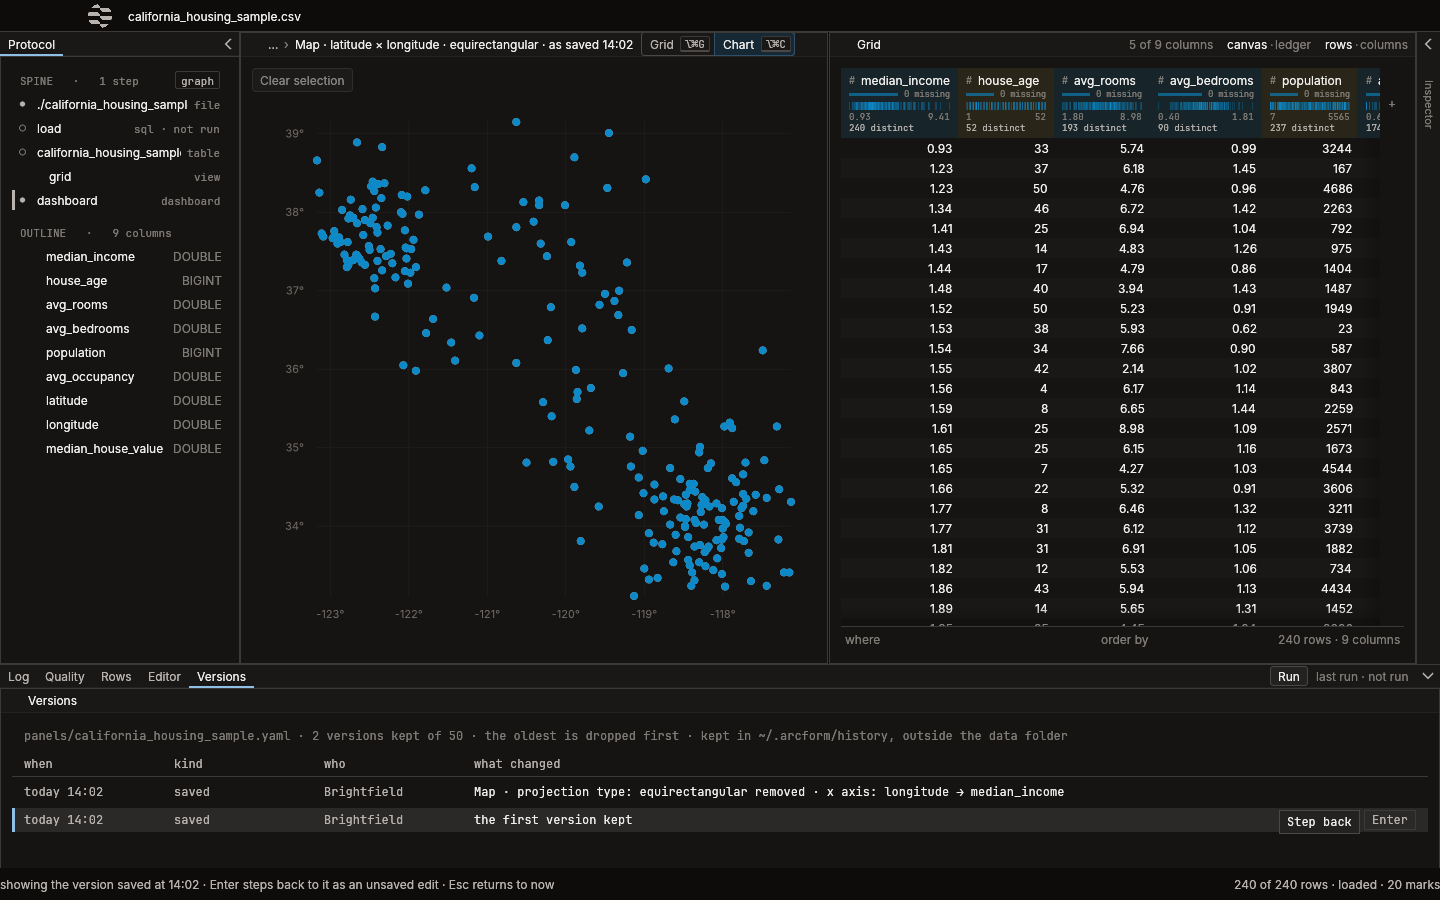 california_housing_sample.csv
Protocol
... › Map · latitude × longitude · equirectangular · as saved 14:02 Grid ⌥⌘G Chart ⌥⌘C
Grid 5 of 9 columns canvas · ledger rows · columns
SPINE · 1 step graph
./california_housing_sampl file
load sql · not run
california_housing_sampl table
grid view
dashboard dashboard
OUTLINE · 9 columns
median_income DOUBLE
house_age BIGINT
avg_rooms DOUBLE
avg_bedrooms DOUBLE
population BIGINT
avg_occupancy DOUBLE
latitude DOUBLE
longitude DOUBLE
median_house_value DOUBLE
Clear selection
39°
38°
37°
36°
35°
34°
-123° -122° -121° -120° -119° -118°
# median_income # house_age # avg_rooms # avg_bedrooms # population #
0 missing 0 missing 0 missing 0 missing 0 missing
0.93 9.41 1 52 1.80 8.98 0.40 1.81 7 5565 0.6
240 distinct 52 distinct 193 distinct 90 distinct 237 distinct 174
+
0.93 33 5.74 0.99 3244
1.23 37 6.18 1.45 167
1.23 50 4.76 0.96 4686
1.34 46 6.72 1.42 2263
1.41 25 6.94 1.04 792
1.43 14 4.83 1.26 975
1.44 17 4.79 0.86 1404
1.48 40 3.94 1.43 1487
1.52 50 5.23 0.91 1949
1.53 38 5.93 0.62 23
1.54 34 7.66 0.90 587
1.55 42 2.14 1.02 3807
1.56 4 6.17 1.14 843
1.59 8 6.65 1.44 2259
1.61 25 8.98 1.09 2571
1.65 25 6.15 1.16 1673
1.65 7 4.27 1.03 4544
1.66 22 5.32 0.91 3606
1.77 8 6.46 1.32 3211
1.77 31 6.12 1.12 3739
1.81 31 6.91 1.05 1882
1.82 12 5.53 1.06 734
1.86 43 5.94 1.13 4434
1.89 14 5.65 1.31 1452
where order by 240 rows · 9 columns
Inspector
Log Quality Rows Editor Versions Run last run · not run
Versions
panels/california_housing_sample.yaml · 2 versions kept of 50 · the oldest is dropped first · kept in ~/.arcform/history, outside the data folder
when kind who what changed
today 14:02 saved Brightfield Map · projection type: equirectangular removed · x axis: longitude → median_income
today 14:02 saved Brightfield the first version kept Step back Enter
showing the version saved at 14:02 · Enter steps back to it as an unsaved edit · Esc returns to now 240 of 240 rows · loaded · 20 marks